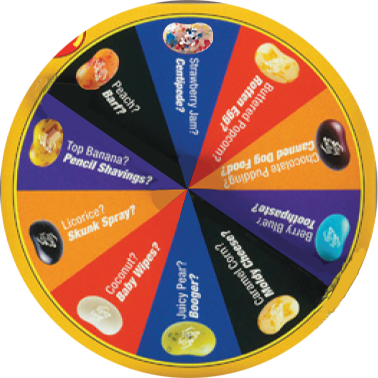 Strawberry Jam?
Centipede?
Buttered Popcorn?
Rotten Egg?
Chocolate Pudding?
Canned Dog Food?
Berry Blue?
Toothpaste?
Caramel Corn?
Moldy Cheese?
Juicy Pear?
Booger?
Coconut?
Baby Wipes?
Licorice?
Skunk Spray?
Top Banana?
Pencil Shavings?
Peach?
Barf?